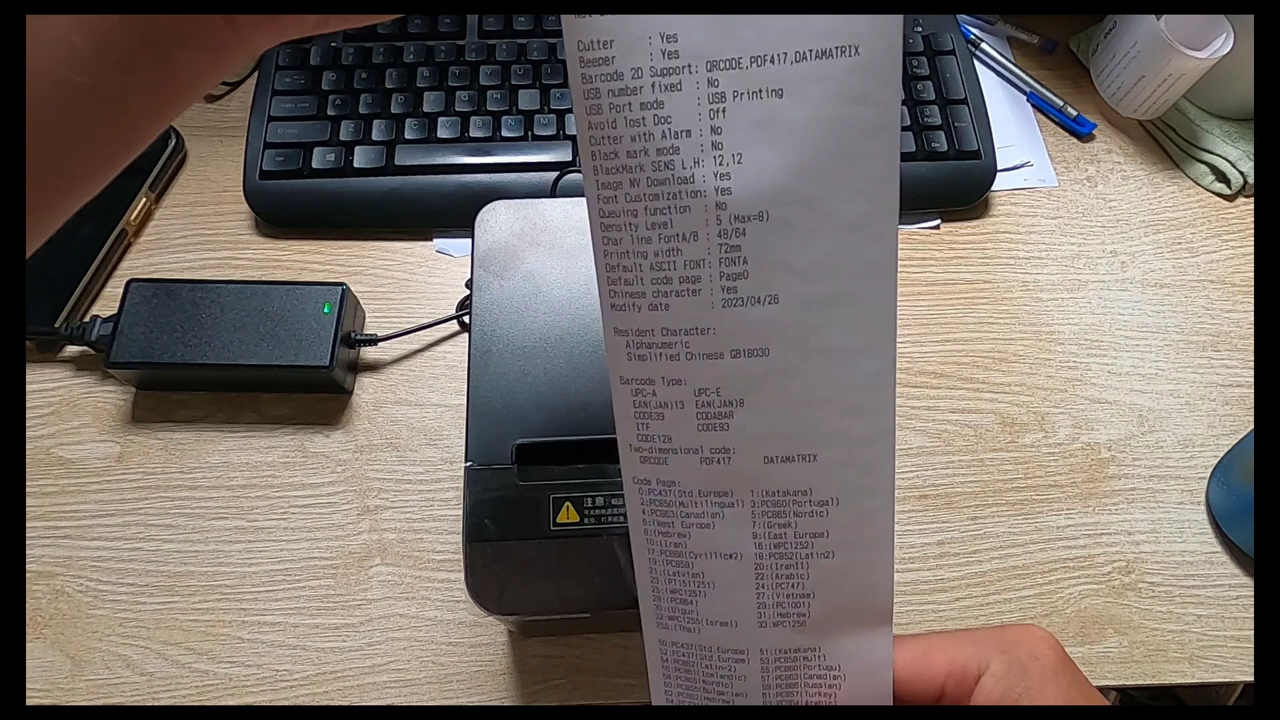 Cutter : Yes
Beeper : Yes
Barcode 2D Support: QRCODE,PDF417,DATAMATRIX
USB number fixed : No
USB Port mode : USB Printing
Avoid lost Doc : Off
Cutter with Alarm : No
Black mark mode : No
BlackMark SENS L,H: 12,12
Image NV Download : Yes
Font Customization: Yes
Queuing function : No
Density Level : 5 (Max=8)
Char line FontA/B : 48/64
Printing width : 72mm
Default ASCII FONT: FONTA
Default code page : Page0
Chinese character : Yes
Modify date : 2023/04/26
Resident Character:
Alphanumeric
Simplified Chinese GB18030
Barcode Type:
UPC-A UPC-E
EAN(JAN)13 EAN(JAN)8
CODE39 CODABAR
ITF CODE93
CODE128
Two-dimensional code:
QRCODE PDF417 DATAMATRIX
Code Page:
0:PC437(Std.Europe) 1:(Katakana)
2:PC850(Multilingual) 3:PC860(Portugal)
4:PC863(Canadian) 5:PC865(Nordic)
6:(West Europe) 7:(Greek)
8:(Hebrew) 9:(East Europe)
10:(Iran) 16:(WPC1252)
17:PC866(Cyrillic#2) 18:PC852(Latin2)
19:(PC858) 20:(IranII)
21:(Latvian) 22:(Arabic)
23:(PT1511251) 24:(PC747)
25:(WPC1257) 27:(Vietnam)
28:(PC864) 29:(PC1001)
30:(Uigur) 31:(Hebrew)
32:WPC1255(Israel) 33:WPC1256
255:(Thai)
50:PC437(Std.Europe) 51:(Katakana)
52:PC437(Std.Europe) 53:PC858(Mult)
54:PC852(Latin-2) 55:PC860(Portugu)
56:PC861(Icelandic) 57:PC863(Canadian)
58:PC865(Nordic) 59:PC866(Russian)
60:PC855(Bulgarian) 61:PC857(Turkey)
62:PC862(Hebrew) 63:PC864(Arabic)
注意: